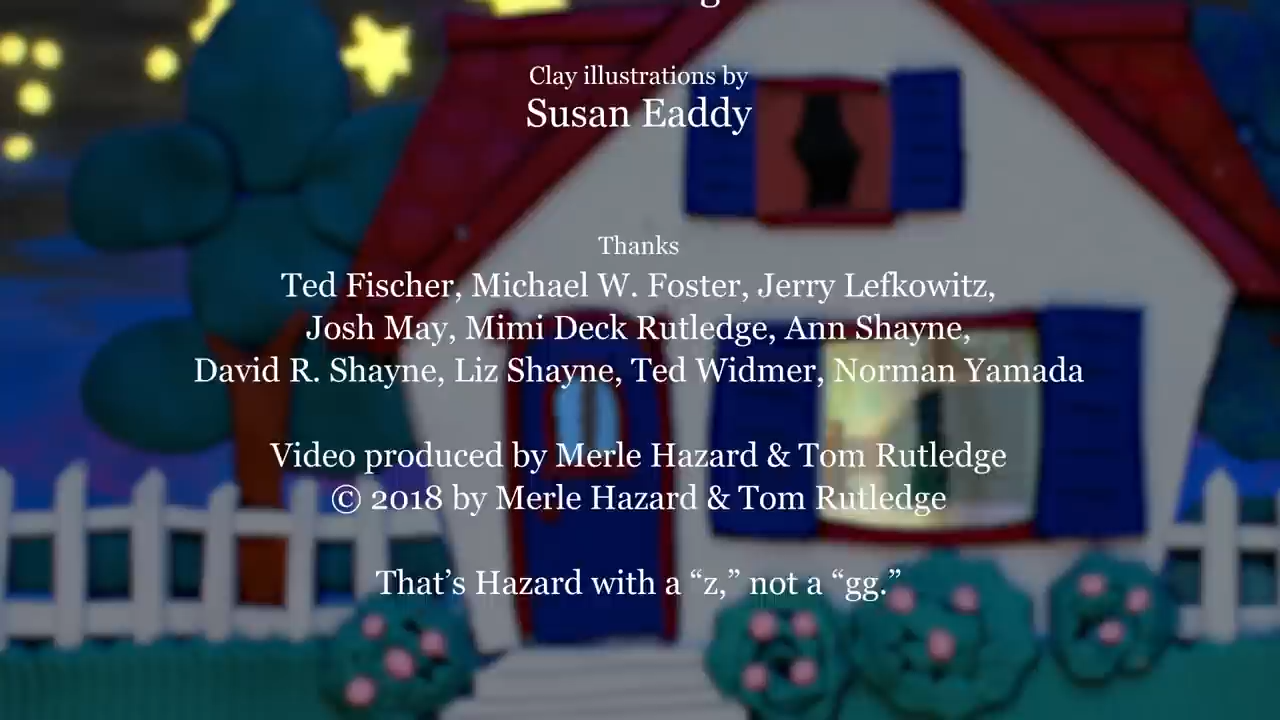 Clay illustrations by
Susan Eaddy
Thanks
Ted Fischer, Michael W. Foster, Jerry Lefkowitz,
Josh May, Mimi Deck Rutledge, Ann Shayne,
David R. Shayne, Liz Shayne, Ted Widmer, Norman Yamada
Video produced by Merle Hazard & Tom Rutledge
© 2018 by Merle Hazard & Tom Rutledge
That’s Hazard with a “z,” not a “gg.”